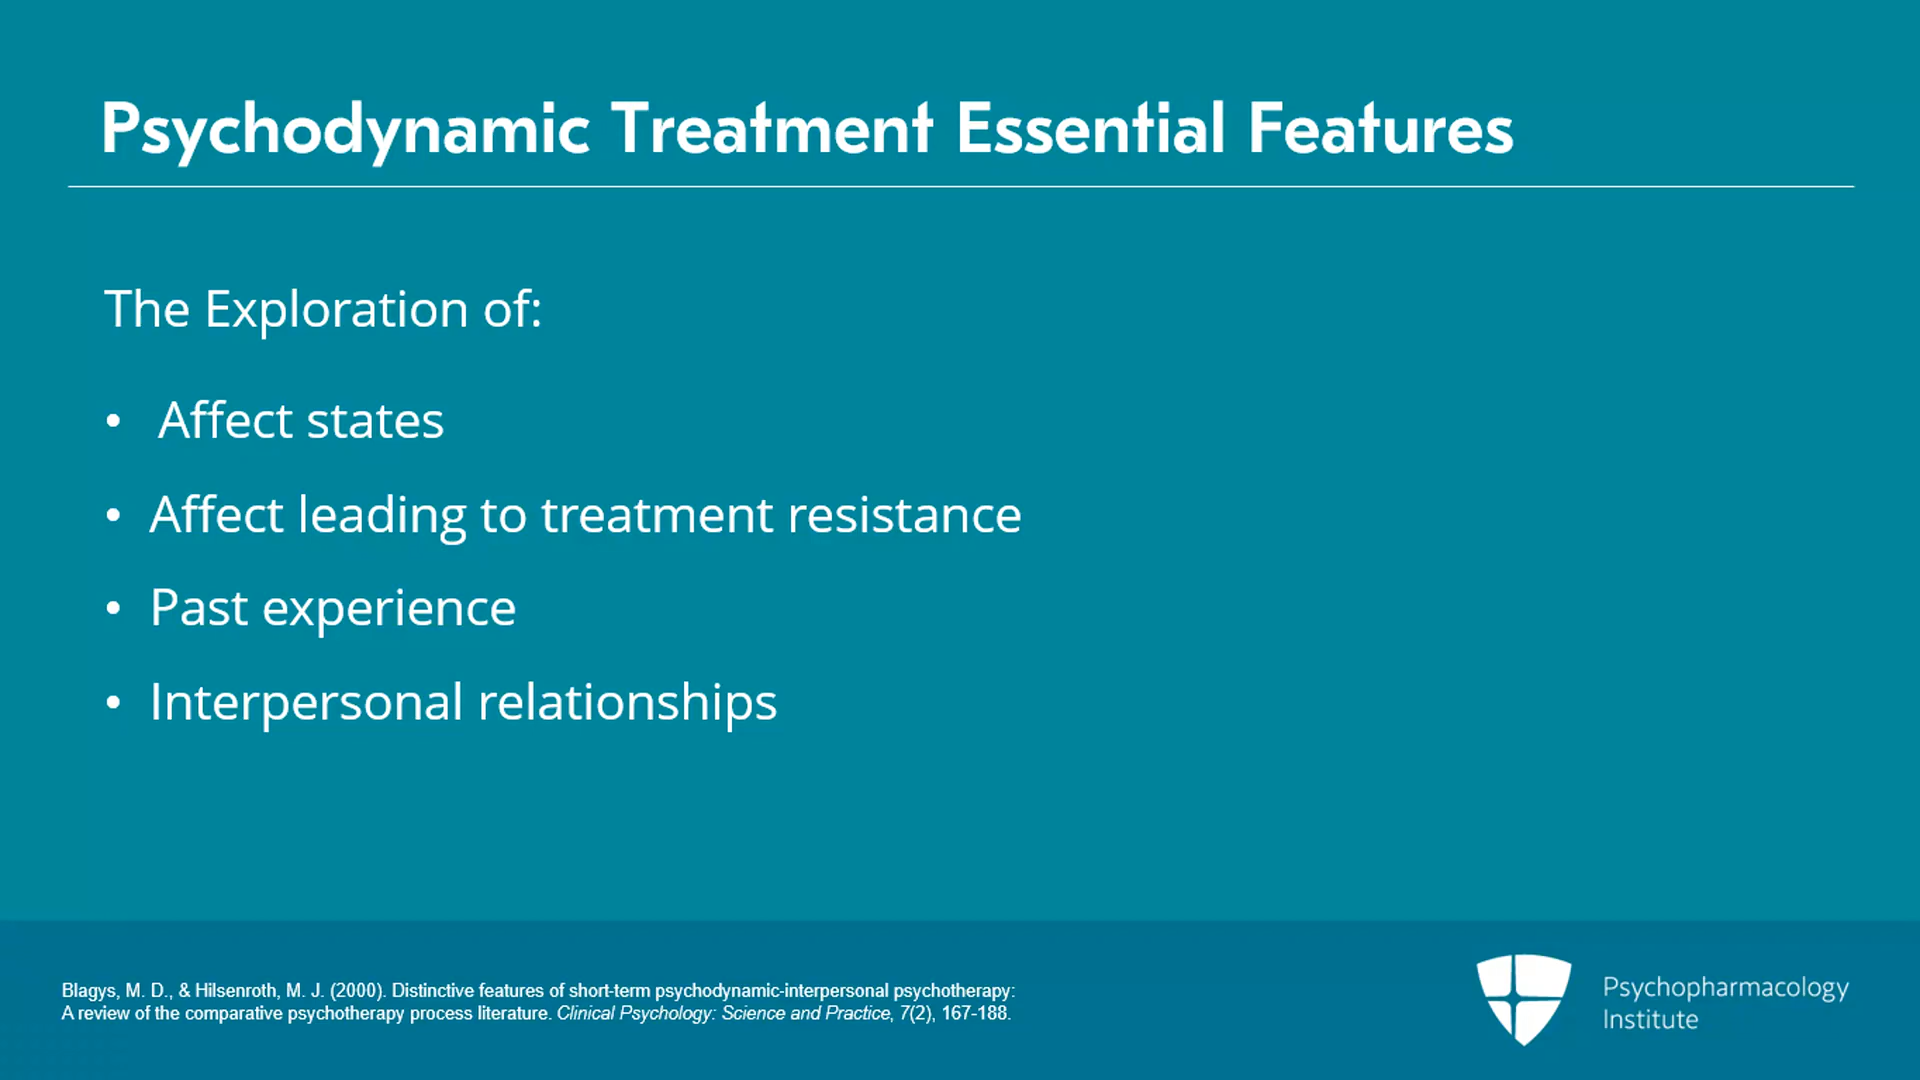 Psychodynamic Treatment Essential Features
The Exploration of:
• Affect states
• Affect leading to treatment resistance
• Past experience
• Interpersonal relationships
Blagys, M. D., & Hilsenroth, M. J. (2000). Distinctive features of short-term psychodynamic-interpersonal psychotherapy:
A review of the comparative psychotherapy process literature. Clinical Psychology: Science and Practice, 7(2), 167-188.
Psychopharmacology
Institute